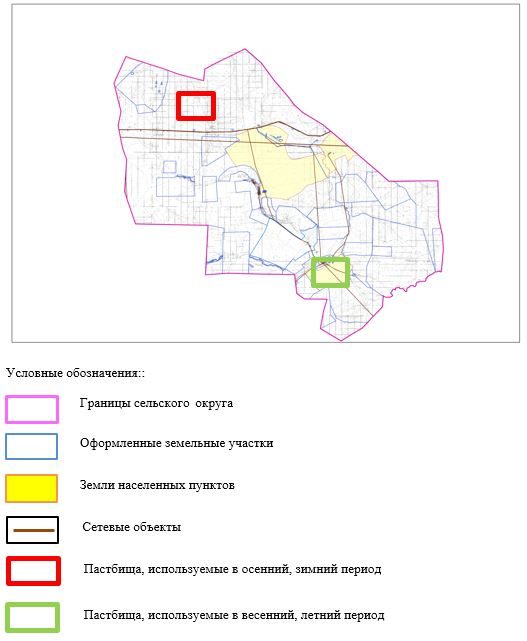 Условные обозначения::
Границы сельского округа
Оформленные земельные участки
Земли населенных пунктов
Сетевые объекты
Пастбища, используемые в осенний, зимний период
Пастбища, используемые в весенний, летний период